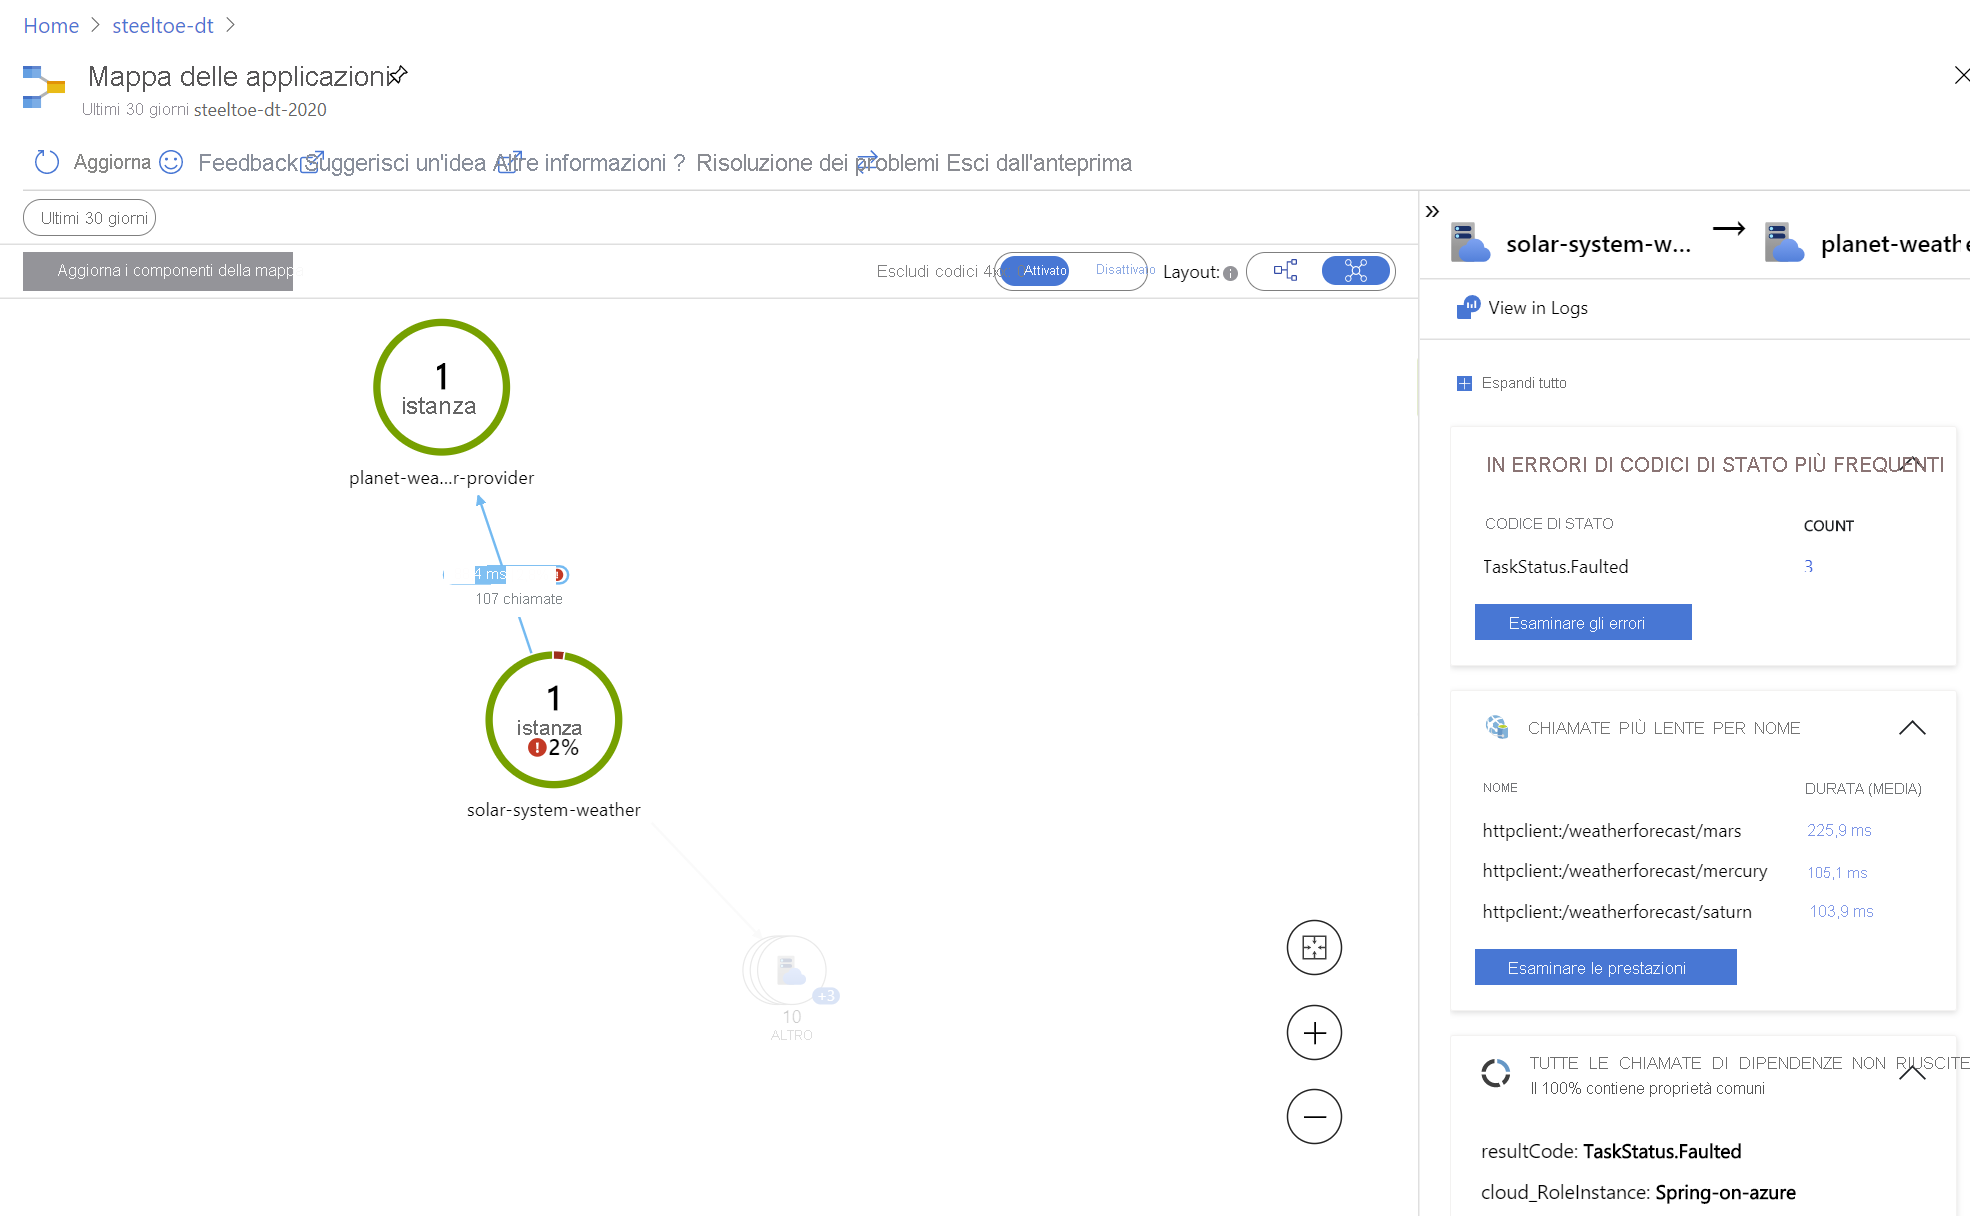 Home > steeltoe-dt >
Mappa delle applicazioni
Ultimi 30 giorni steeltoe-dt-2020
Aggiorna Feedback Suggerisci un'idea Altre informazioni ? Risoluzione dei problemi Esci dall'anteprima
Ultimi 30 giorni
Aggiorna i componenti della mappa
Escludi codici 4xx Attivato Disattivato Layout:
1
istanza
planet-wea...r-provider
4 ms
107 chiamate
1
istanza
2%
solar-system-weather
+3
10
ALTRO
solar-system-w... → planet-weathe
View in Logs
Espandi tutto
IN ERRORI DI CODICI DI STATO PIÙ FREQUENTI
CODICE DI STATO COUNT
TaskStatus.Faulted 3
Esaminare gli errori
CHIAMATE PIÙ LENTE PER NOME
NOME DURATA (MEDIA)
httpclient:/weatherforecast/mars 225,9 ms
httpclient:/weatherforecast/mercury 105,1 ms
httpclient:/weatherforecast/saturn 103,9 ms
Esaminare le prestazioni
TUTTE LE CHIAMATE DI DIPENDENZE NON RIUSCITE
Il 100% contiene proprietà comuni
resultCode: TaskStatus.Faulted
cloud_RoleInstance: Spring-on-azure